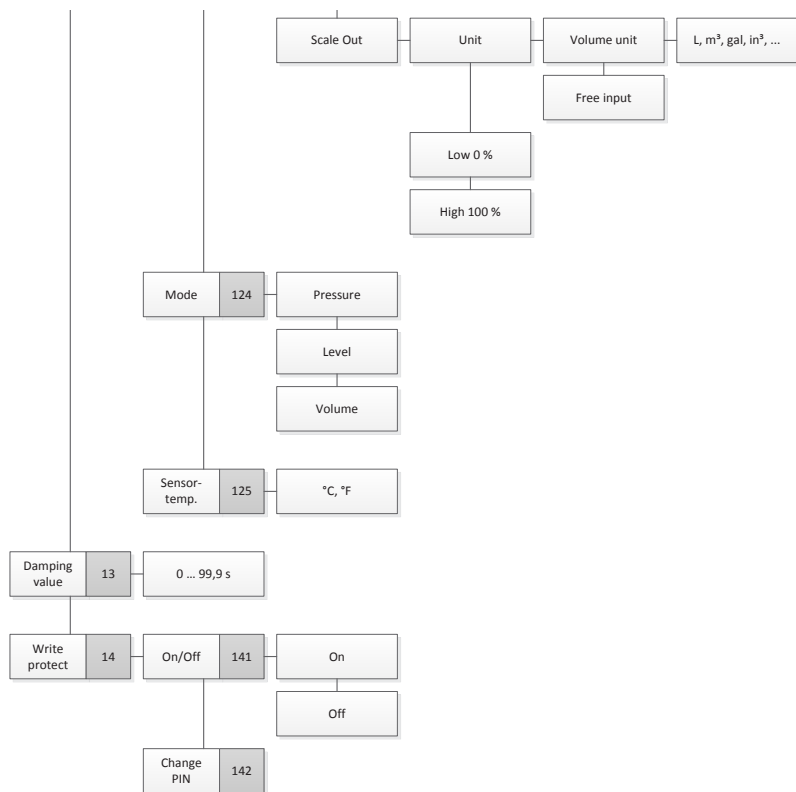 Scale Out
Unit
Volume unit
L, m³, gal, in³, ...
Free input
Low 0 %
High 100 %
Mode
124
Pressure
Level
Volume
Sensor-
temp.
125
°C, °F
Damping
value
13
0 ... 99,9 s
Write
protect
14
On/Off
141
On
Off
Change
PIN
142